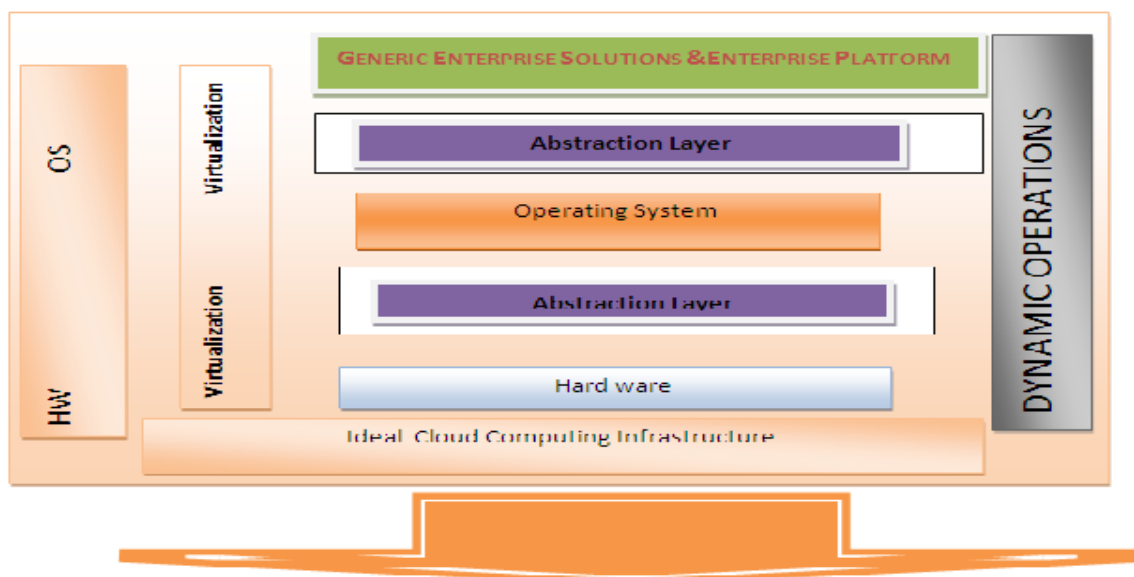 GENERIC ENTERPRISE SOLUTIONS &ENTERPRISE PLATFORM
Abstraction Layer
Operating System
Abstraction Layer
Hard ware
Ideal Cloud Computing Infrastructure
OS
HW
Virtualization
Virtualization
DYNAMIC OPERATIONS